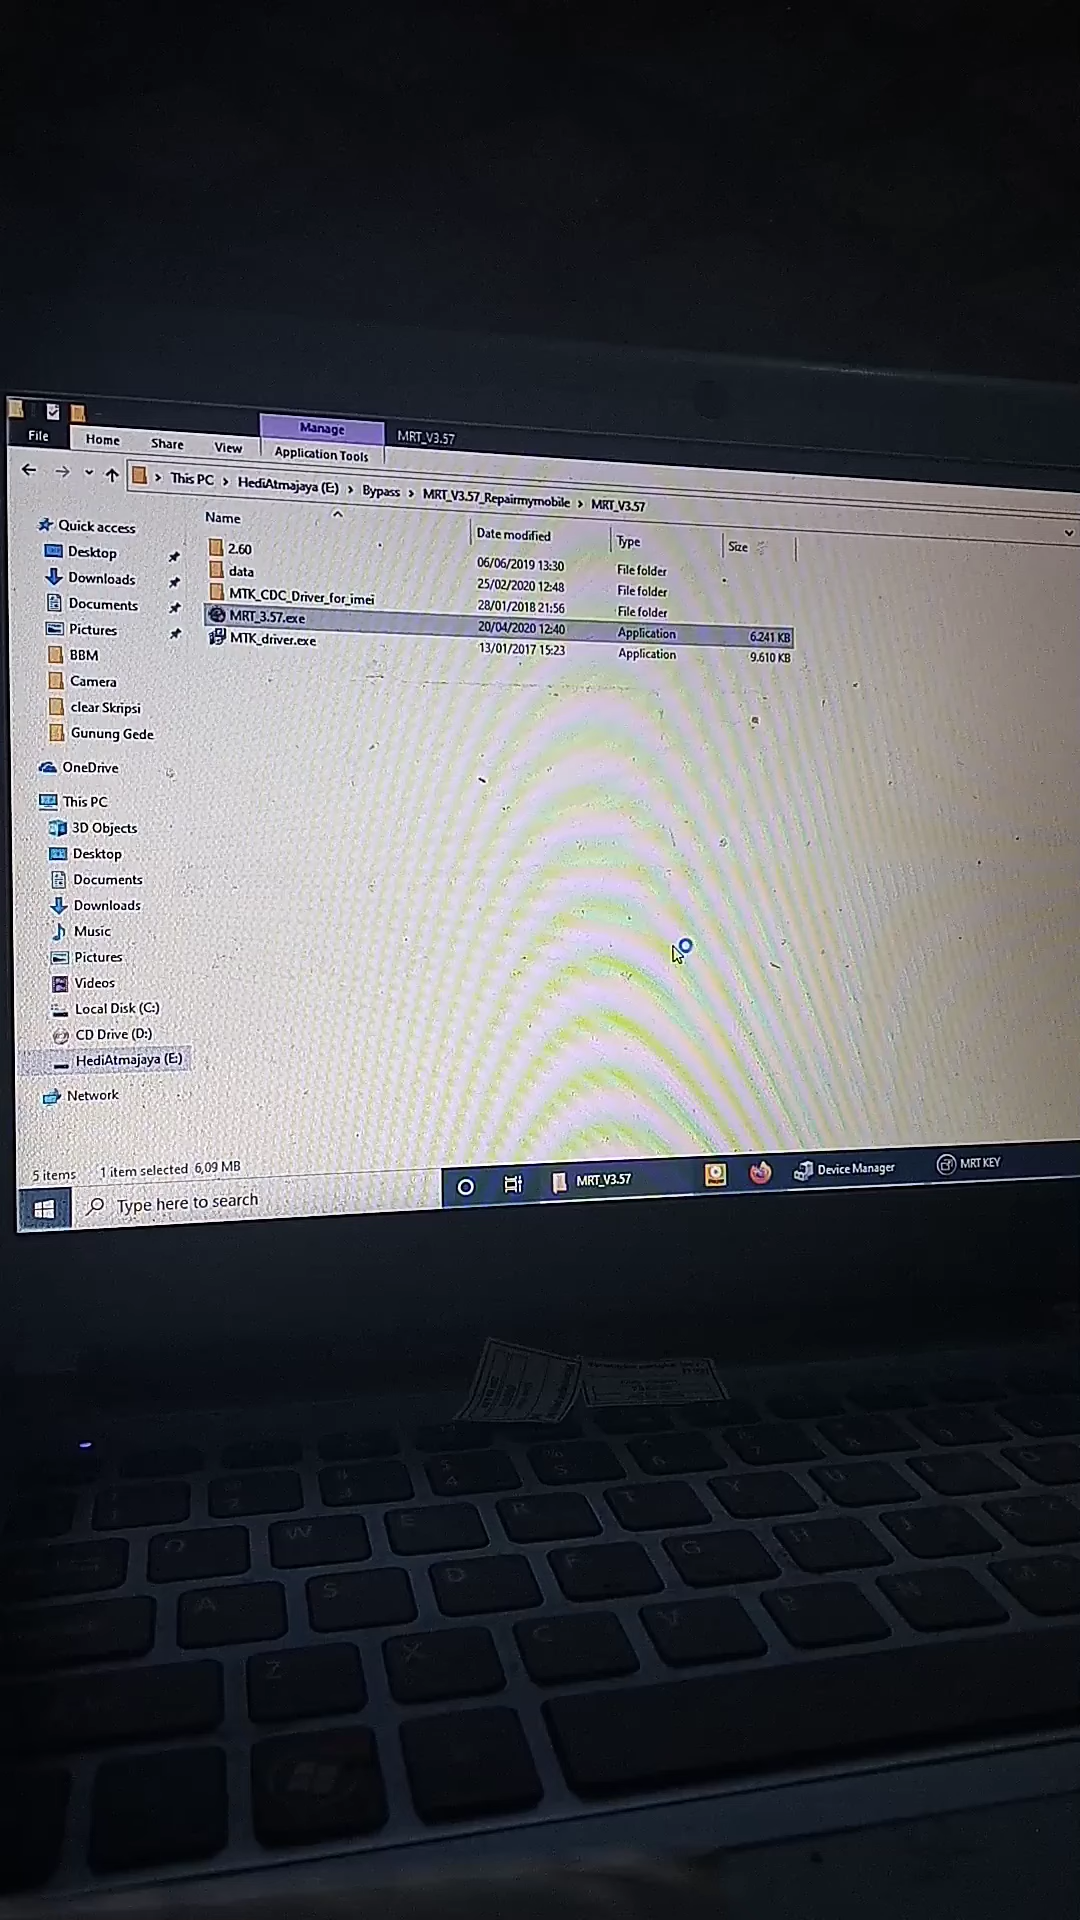 MRT_V3.57
Manage
File
Home
Share
View
Application Tools
This PC > HediAtmajaya (E:) > Bypass > MRT_V3.57_Repairmymobile > MRT_V3.57
Name
Date modified
Type
Size
2.60
06/06/2019 13:30
File folder
data
25/02/2020 12:48
File folder
MTK_CDC_Driver_for_imei
28/01/2018 21:56
File folder
MRT_3.57.exe
20/04/2020 12:40
Application
6.241 KB
MTK_driver.exe
13/01/2017 15:23
Application
9.610 KB
Quick access
Desktop
Downloads
Documents
Pictures
BBM
Camera
clear Skripsi
Gunung Gede
OneDrive
This PC
3D Objects
Desktop
Documents
Downloads
Music
Pictures
Videos
Local Disk (C:)
CD Drive (D:)
HediAtmajaya (E:)
Network
5 items
1 item selected 6,09 MB
Type here to search
MRT_V3.57
Device Manager
MRT KEY
W
E
R
T
Y
U
A
S
D
F
G
H
J
Z
X
C
V
B
N